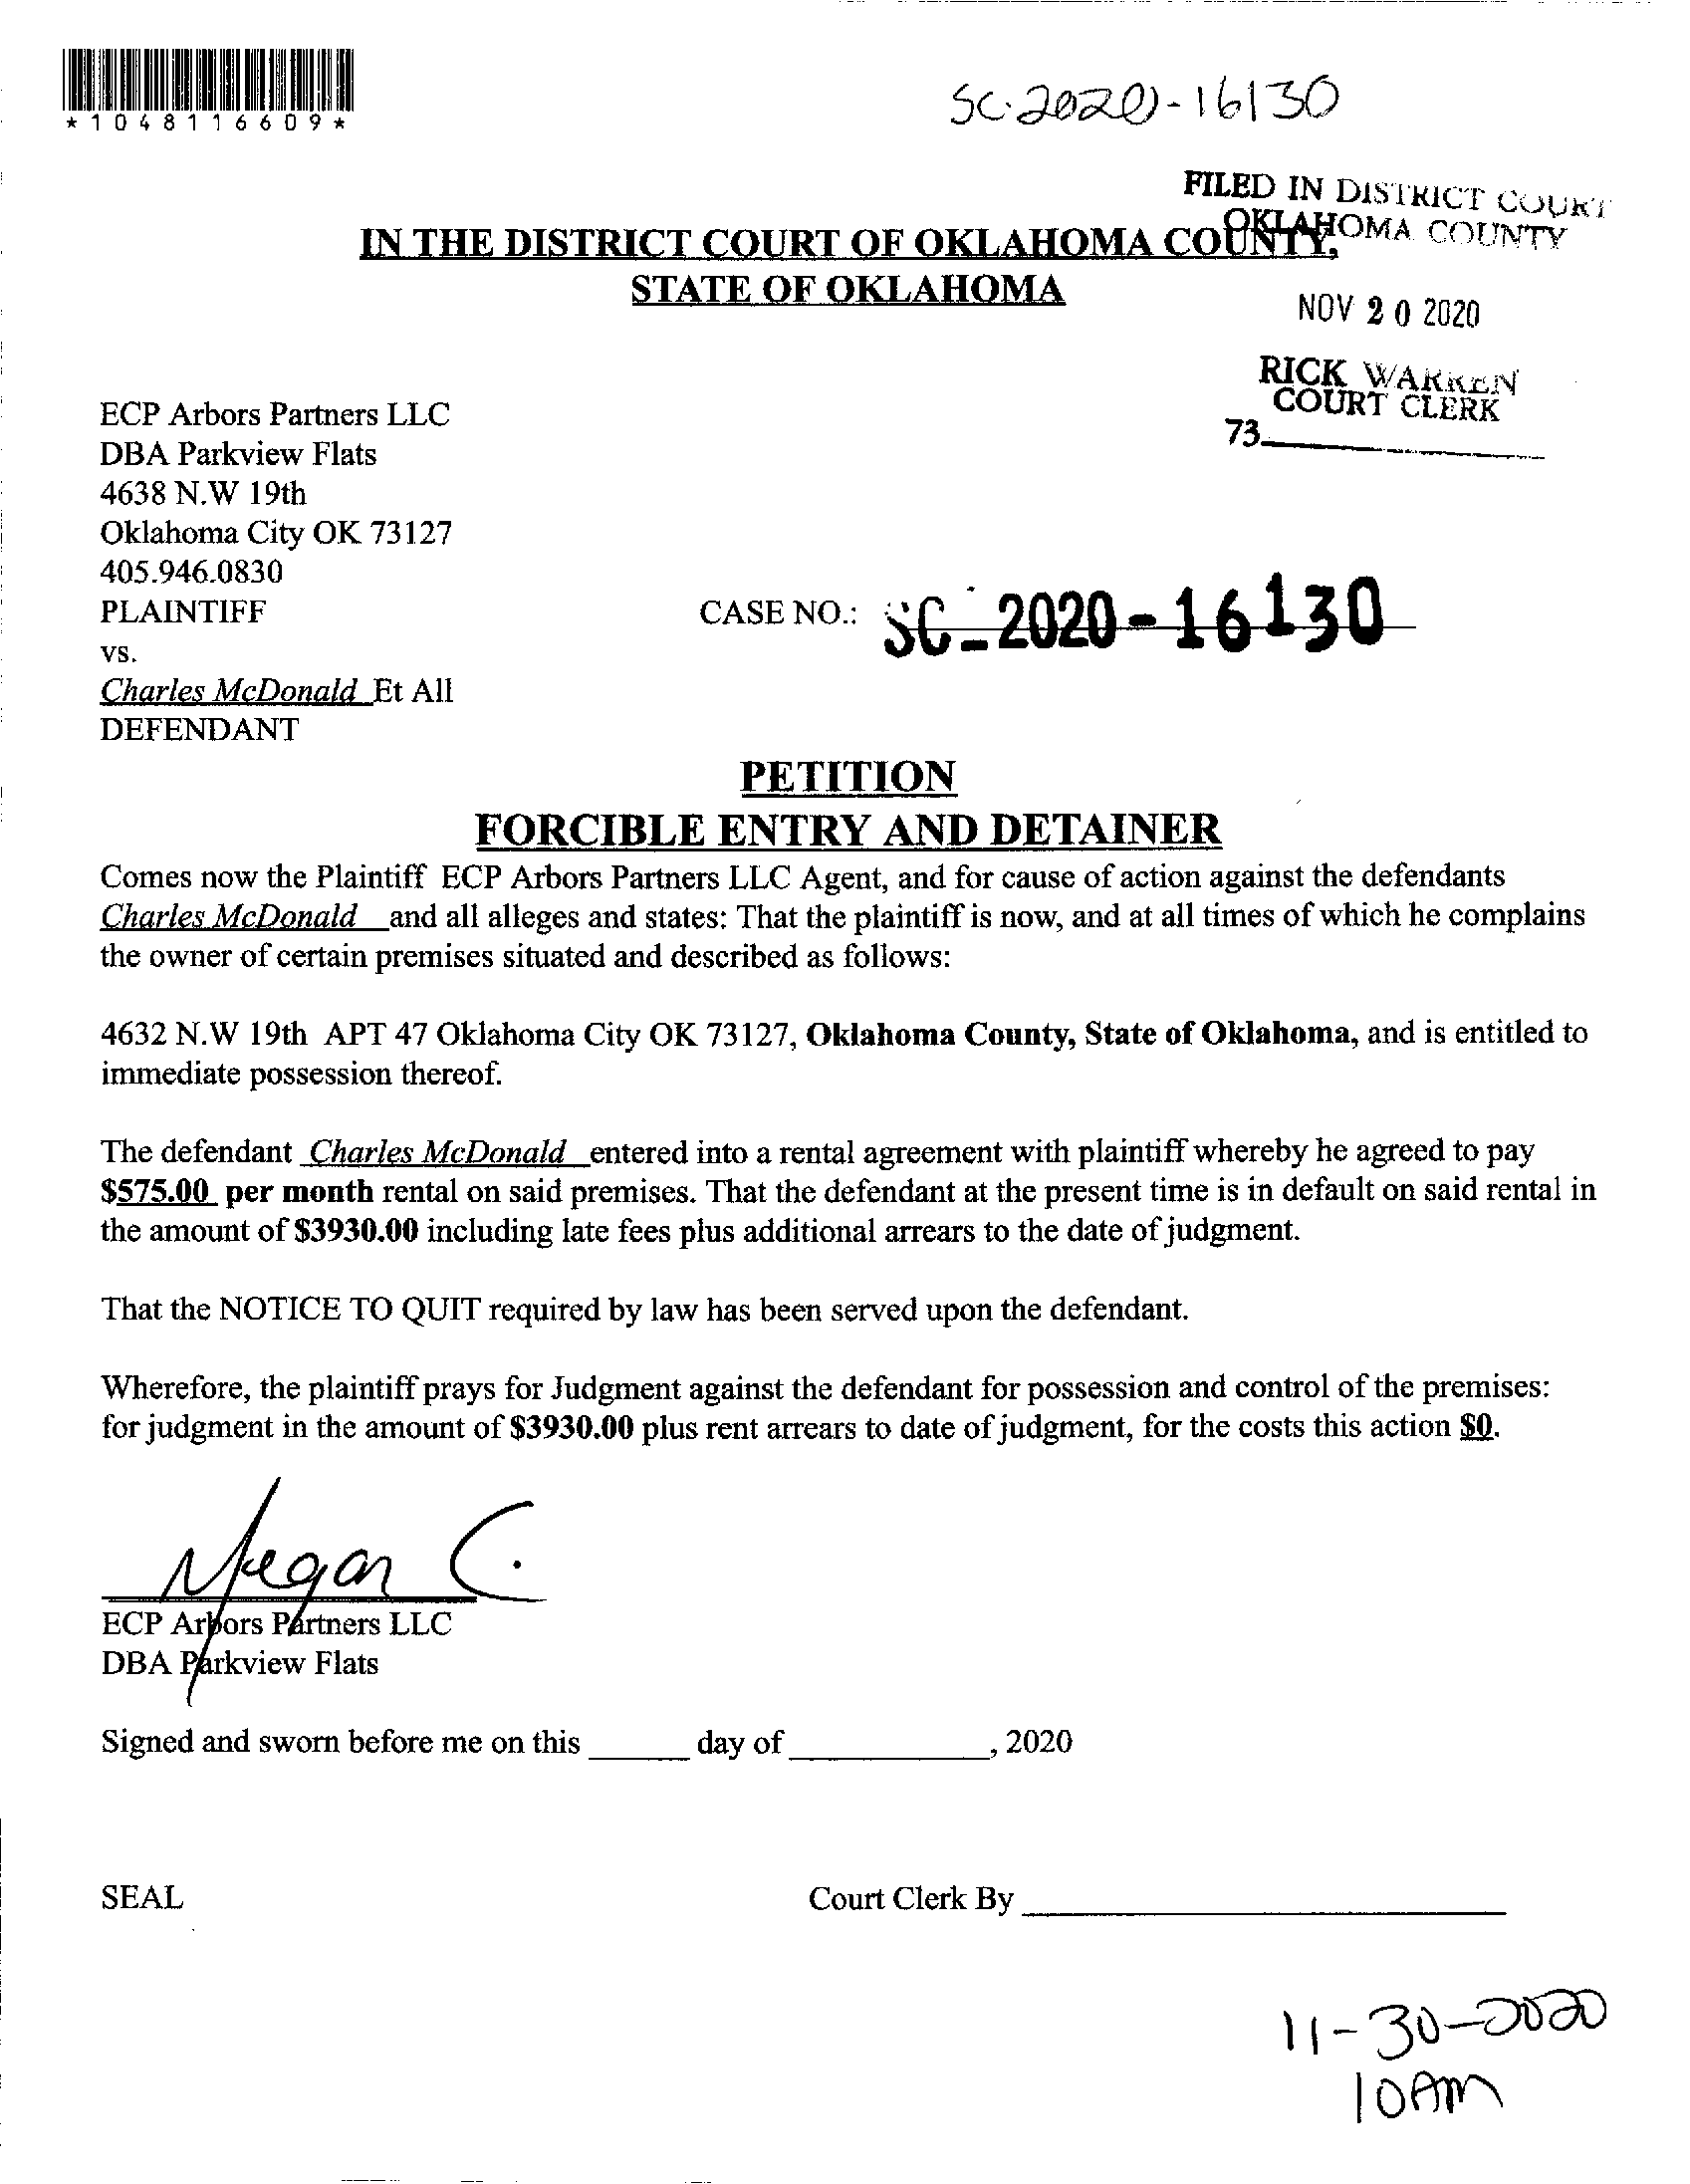 *1048116609*
SC-2020-16130
FILED IN DISTRICT COURT
OKLAHOMA COUNTY
IN THE DISTRICT COURT OF OKLAHOMA COUNTY,
STATE OF OKLAHOMA
NOV 20 2020
RICK WARREN
COURT CLERK
73
ECP Arbors Partners LLC
DBA Parkview Flats
4638 N.W 19th
Oklahoma City OK 73127
405.946.0830
PLAINTIFF
CASE NO.: SC-2020-16130
vs.
Charles McDonald Et All
DEFENDANT
PETITION
FORCIBLE ENTRY AND DETAINER
Comes now the Plaintiff ECP Arbors Partners LLC Agent, and for cause of action against the defendants
Charles McDonald and all alleges and states: That the plaintiff is now, and at all times of which he complains
the owner of certain premises situated and described as follows:
4632 N.W 19th APT 47 Oklahoma City OK 73127, Oklahoma County, State of Oklahoma, and is entitled to
immediate possession thereof.
The defendant Charles McDonald entered into a rental agreement with plaintiff whereby he agreed to pay
$575.00 per month rental on said premises. That the defendant at the present time is in default on said rental in
the amount of $3930.00 including late fees plus additional arrears to the date of judgment.
That the NOTICE TO QUIT required by law has been served upon the defendant.
Wherefore, the plaintiff prays for Judgment against the defendant for possession and control of the premises:
for judgment in the amount of $3930.00 plus rent arrears to date of judgment, for the costs this action $0.
Megan C.
ECP Arbors Partners LLC
DBA Parkview Flats
Signed and sworn before me on this ______ day of ____________, 2020
SEAL
Court Clerk By ____________
11-30-2020
10AM